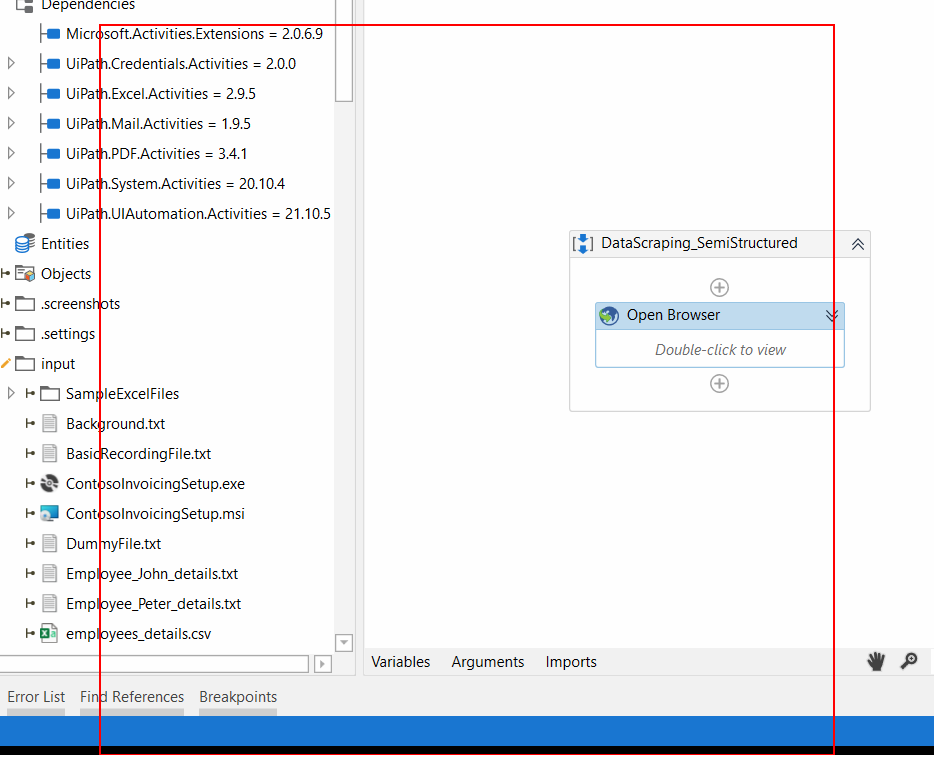 Dependencies
Microsoft.Activities.Extensions = 2.0.6.9
UiPath.Credentials.Activities = 2.0.0
UiPath.Excel.Activities = 2.9.5
UiPath.Mail.Activities = 1.9.5
UiPath.PDF.Activities = 3.4.1
UiPath.System.Activities = 20.10.4
UiPath.UIAutomation.Activities = 21.10.5
Entities
Objects
.screenshots
.settings
input
SampleExcelFiles
Background.txt
BasicRecordingFile.txt
ContosoInvoicingSetup.exe
ContosoInvoicingSetup.msi
DummyFile.txt
Employee_John_details.txt
Employee_Peter_details.txt
employees_details.csv
DataScraping_SemiStructured
Open Browser
Double-click to view
Variables Arguments Imports
Error List Find References Breakpoints